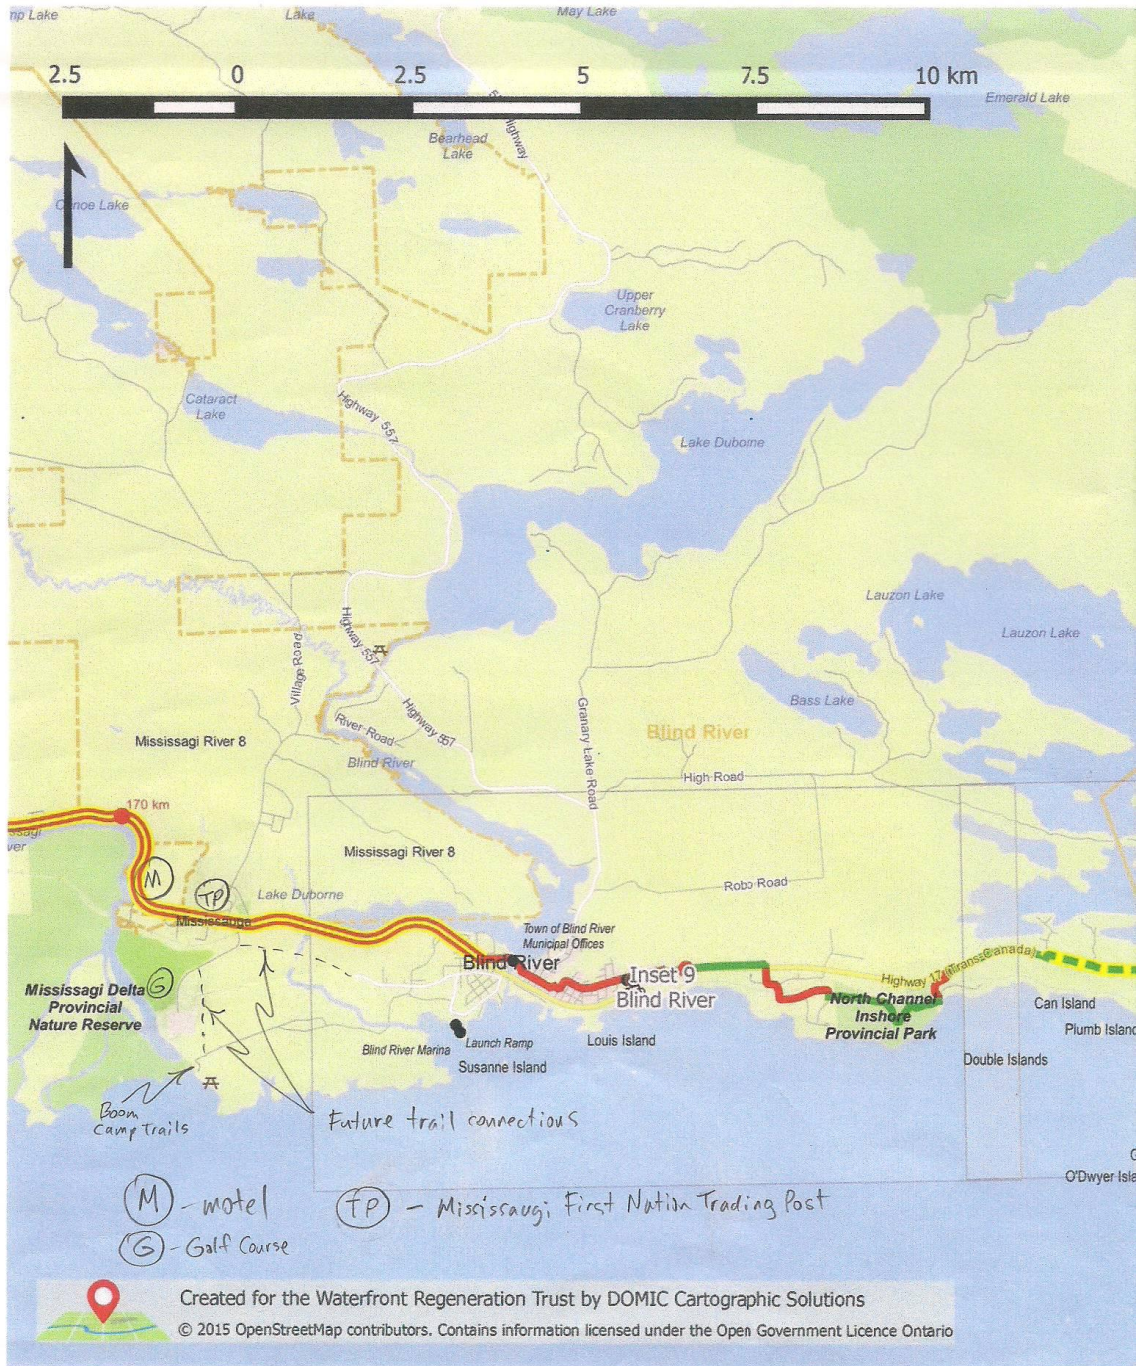 mp Lake
Lake
May Lake
2.5 0 2.5 5 7.5 10 km
Emerald Lake
Highway
Bearhead
Lake
Canoe Lake
Upper
Cranberry
Lake
Cataract
Lake
Highway 557
Lake Duborne
Lauzon Lake
Lauzon Lake
Highway 557
Village Road
Bass Lake
Highway 557
Granary Lake Road
River Road
Blind River
Mississagi River 8
Blind River
High Road
170 km
ssagi
ver
Mississagi River 8
M
TP
Lake Duborne
Robb Road
Mississauga
Town of Blind River
Municipal Offices
Blind River
Highway 17 (Trans-Canada)
Inset 9
Blind River
G
Mississagi Delta
Provincial
Nature Reserve
North Channel
Inshore
Provincial Park
Can Island
Plumb Island
Blind River Marina
Launch Ramp
Louis Island
Susanne Island
Double Islands
Boom
Camp Trails
Future trail connections
O'Dwyer Isla
M - motel
TP - Mississaugi First Nation Trading Post
G - Golf Course
Created for the Waterfront Regeneration Trust by DOMIC Cartographic Solutions
© 2015 OpenStreetMap contributors. Contains information licensed under the Open Government Licence Ontario